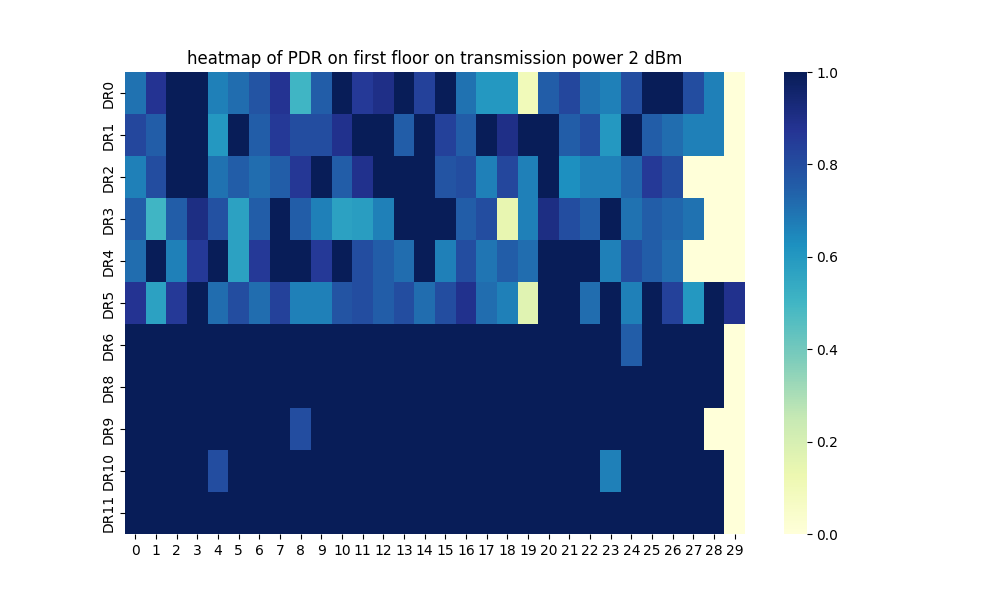 heatmap of PDR on first floor on transmission power 2 dBm
DR0
DR1
DR2
DR3
DR4
DR5
DR6
DR8
DR9
DR10
DR11
0 1 2 3 4 5 6 7 8 9 10 11 12 13 14 15 16 17 18 19 20 21 22 23 24 25 26 27 28 29
1.0
0.8
0.6
0.4
0.2
0.0